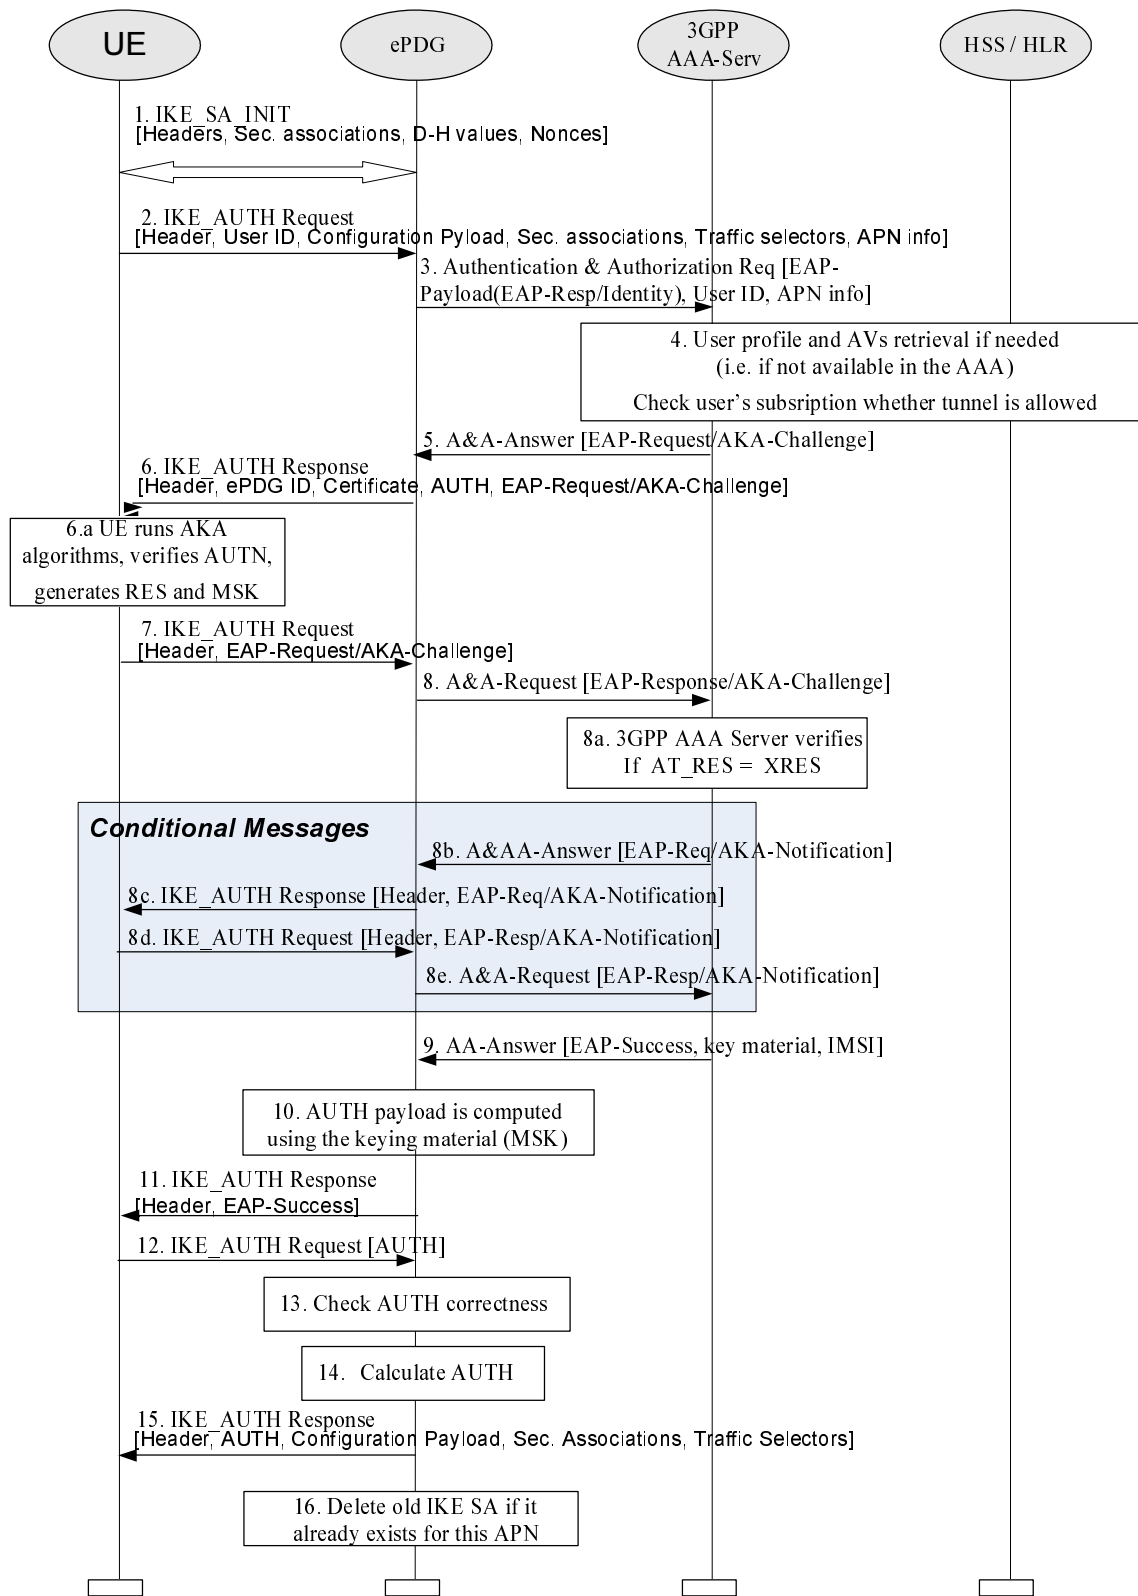 UE
ePDG
3GPP
AAA-Serv
HSS / HLR
1. IKE_SA_INIT
[Headers, Sec. associations, D-H values, Nonces]
2. IKE_AUTH Request
[Header, User ID, Configuration Pyload, Sec. associations, Traffic selectors, APN info]
3. Authentication & Authorization Req [EAP-
Payload(EAP-Resp/Identity), User ID, APN info]
4. User profile and AVs retrieval if needed
(i.e. if not available in the AAA)
Check user's subsription whether tunnel is allowed
5. A&A-Answer [EAP-Request/AKA-Challenge]
6. IKE_AUTH Response
[Header, ePDG ID, Certificate, AUTH, EAP-Request/AKA-Challenge]
6.a UE runs AKA
algorithms, verifies AUTN,
generates RES and MSK
7. IKE_AUTH Request
[Header, EAP-Request/AKA-Challenge]
8. A&A-Request [EAP-Response/AKA-Challenge]
8a. 3GPP AAA Server verifies
If AT_RES = XRES
Conditional Messages
8b. A&AA-Answer [EAP-Req/AKA-Notification]
8c. IKE_AUTH Response [Header, EAP-Req/AKA-Notification]
8d. IKE_AUTH Request [Header, EAP-Resp/AKA-Notification]
8e. A&A-Request [EAP-Resp/AKA-Notification]
9. AA-Answer [EAP-Success, key material, IMSI]
10. AUTH payload is computed
using the keying material (MSK)
11. IKE_AUTH Response
[Header, EAP-Success]
12. IKE_AUTH Request [AUTH]
13. Check AUTH correctness
14. Calculate AUTH
15. IKE_AUTH Response
[Header, AUTH, Configuration Payload, Sec. Associations, Traffic Selectors]
16. Delete old IKE SA if it
already exists for this APN